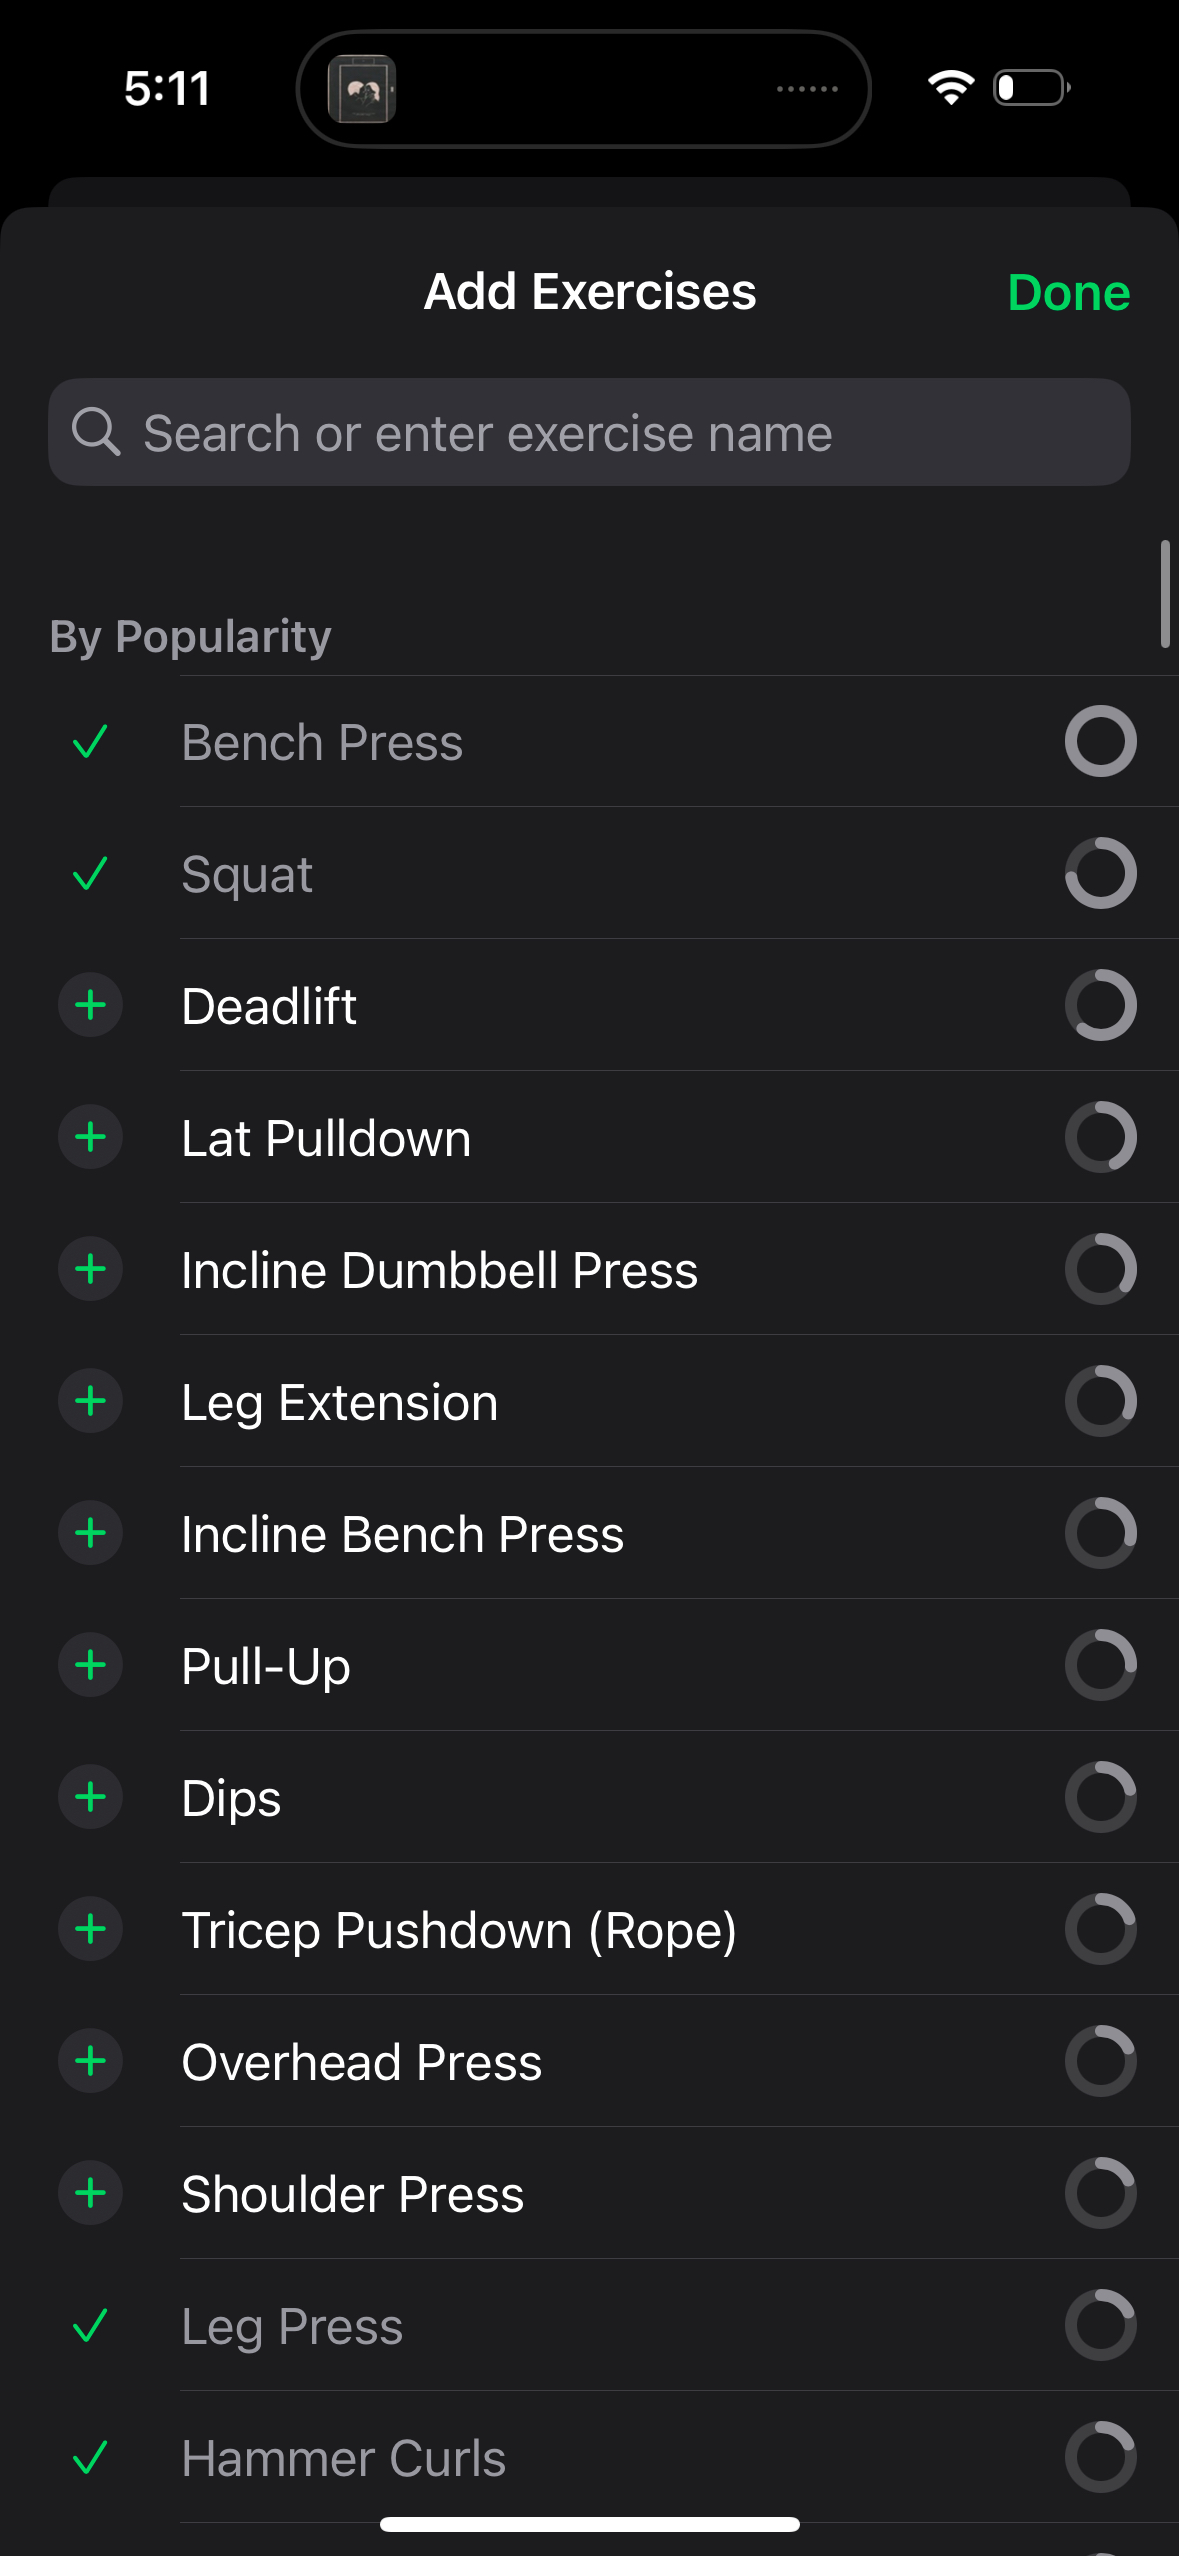 5:11
Add Exercises
Done
Search or enter exercise name
By Popularity
Bench Press
Squat
Deadlift
Lat Pulldown
Incline Dumbbell Press
Leg Extension
Incline Bench Press
Pull-Up
Dips
Tricep Pushdown (Rope)
Overhead Press
Shoulder Press
Leg Press
Hammer Curls